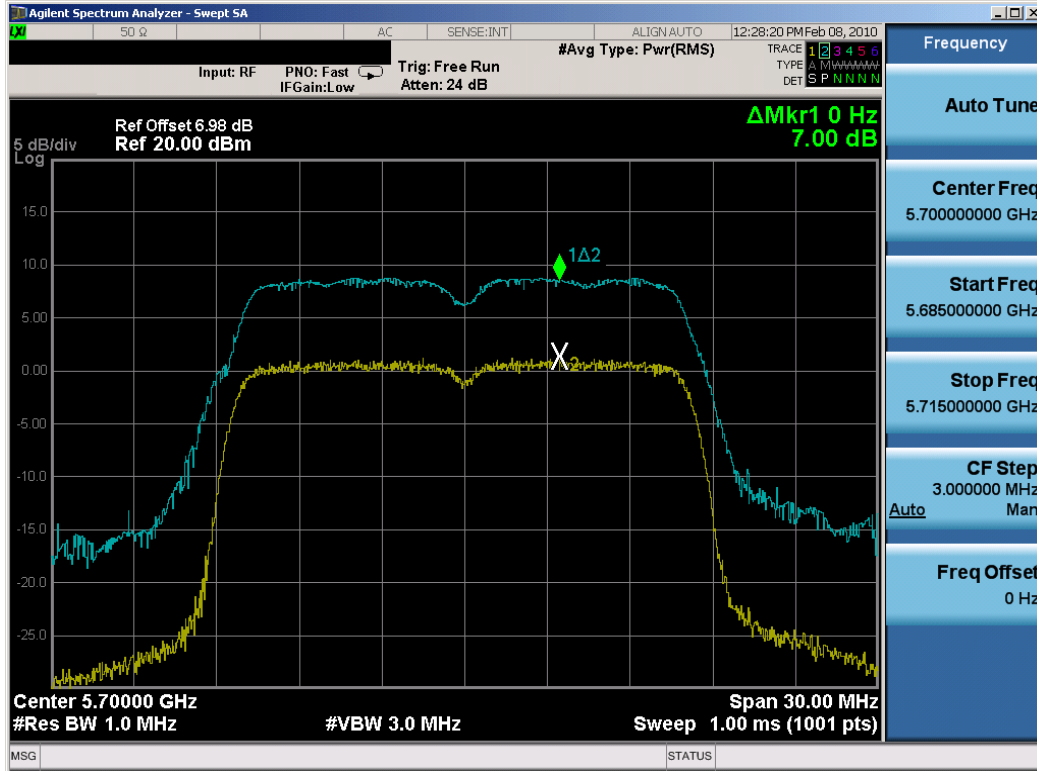 Agilent Spectrum Analyzer - Swept SA
LXI 50 Ω AC SENSE:INT ALIGN AUTO 12:28:20 PM Feb 08, 2010
#Avg Type: Pwr(RMS) TRACE 1 2 3 4 5 6
Input: RF PNO: Fast Trig: Free Run TYPE A M W W W W
IFGain:Low Atten: 24 dB DET S P N N N N
ΔMkr1 0 Hz
7.00 dB
Ref Offset 6.98 dB
5 dB/div Ref 20.00 dBm
Log
15.0
10.0
5.00
0.00
-5.00
-10.0
-15.0
-20.0
-25.0
1Δ2
X2
Center 5.70000 GHz Span 30.00 MHz
#Res BW 1.0 MHz #VBW 3.0 MHz Sweep 1.00 ms (1001 pts)
MSG STATUS
Frequency
Auto Tune
Center Freq
5.700000000 GHz
Start Freq
5.685000000 GHz
Stop Freq
5.715000000 GHz
CF Step
3.000000 MHz
Auto Man
Freq Offset
0 Hz